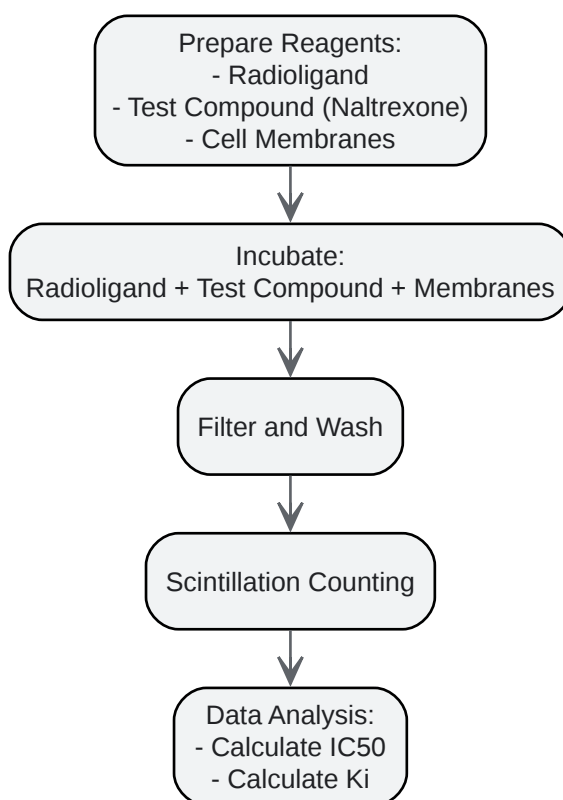 Prepare Reagents:
- Radioligand
- Test Compound (Naltrexone)
- Cell Membranes
Incubate:
Radioligand + Test Compound + Membranes
Filter and Wash
Scintillation Counting
Data Analysis:
- Calculate IC50
- Calculate Ki